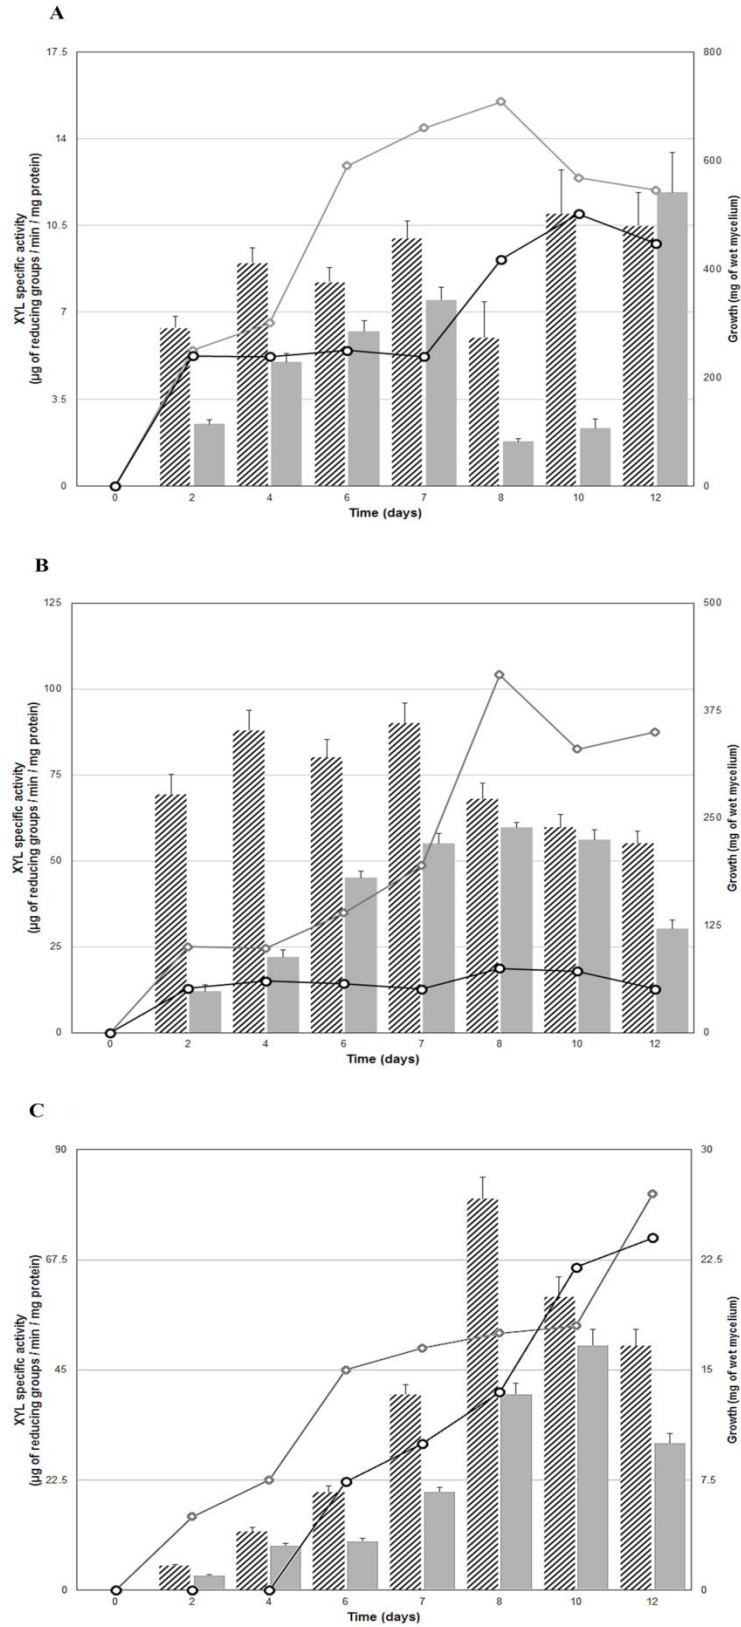 A
17.5
14
10.5
7
3.5
0
XYL specific activity
(µg of reducing groups / min / mg protein)
800
600
400
200
0
Growth (mg of wet mycelium)
0 2 4 6 7 8 10 12
Time (days)
B
125
100
75
50
25
0
XYL specific activity
(µg of reducing groups / min / mg protein)
500
375
250
125
0
Growth (mg of wet mycelium)
0 2 4 6 7 8 10 12
Time (days)
C
90
67.5
45
22.5
0
XYL specific activity
(µg of reducing groups / min / mg protein)
30
22.5
15
7.5
0
Growth (mg of wet mycelium)
0 2 4 6 7 8 10 12
Time (days)